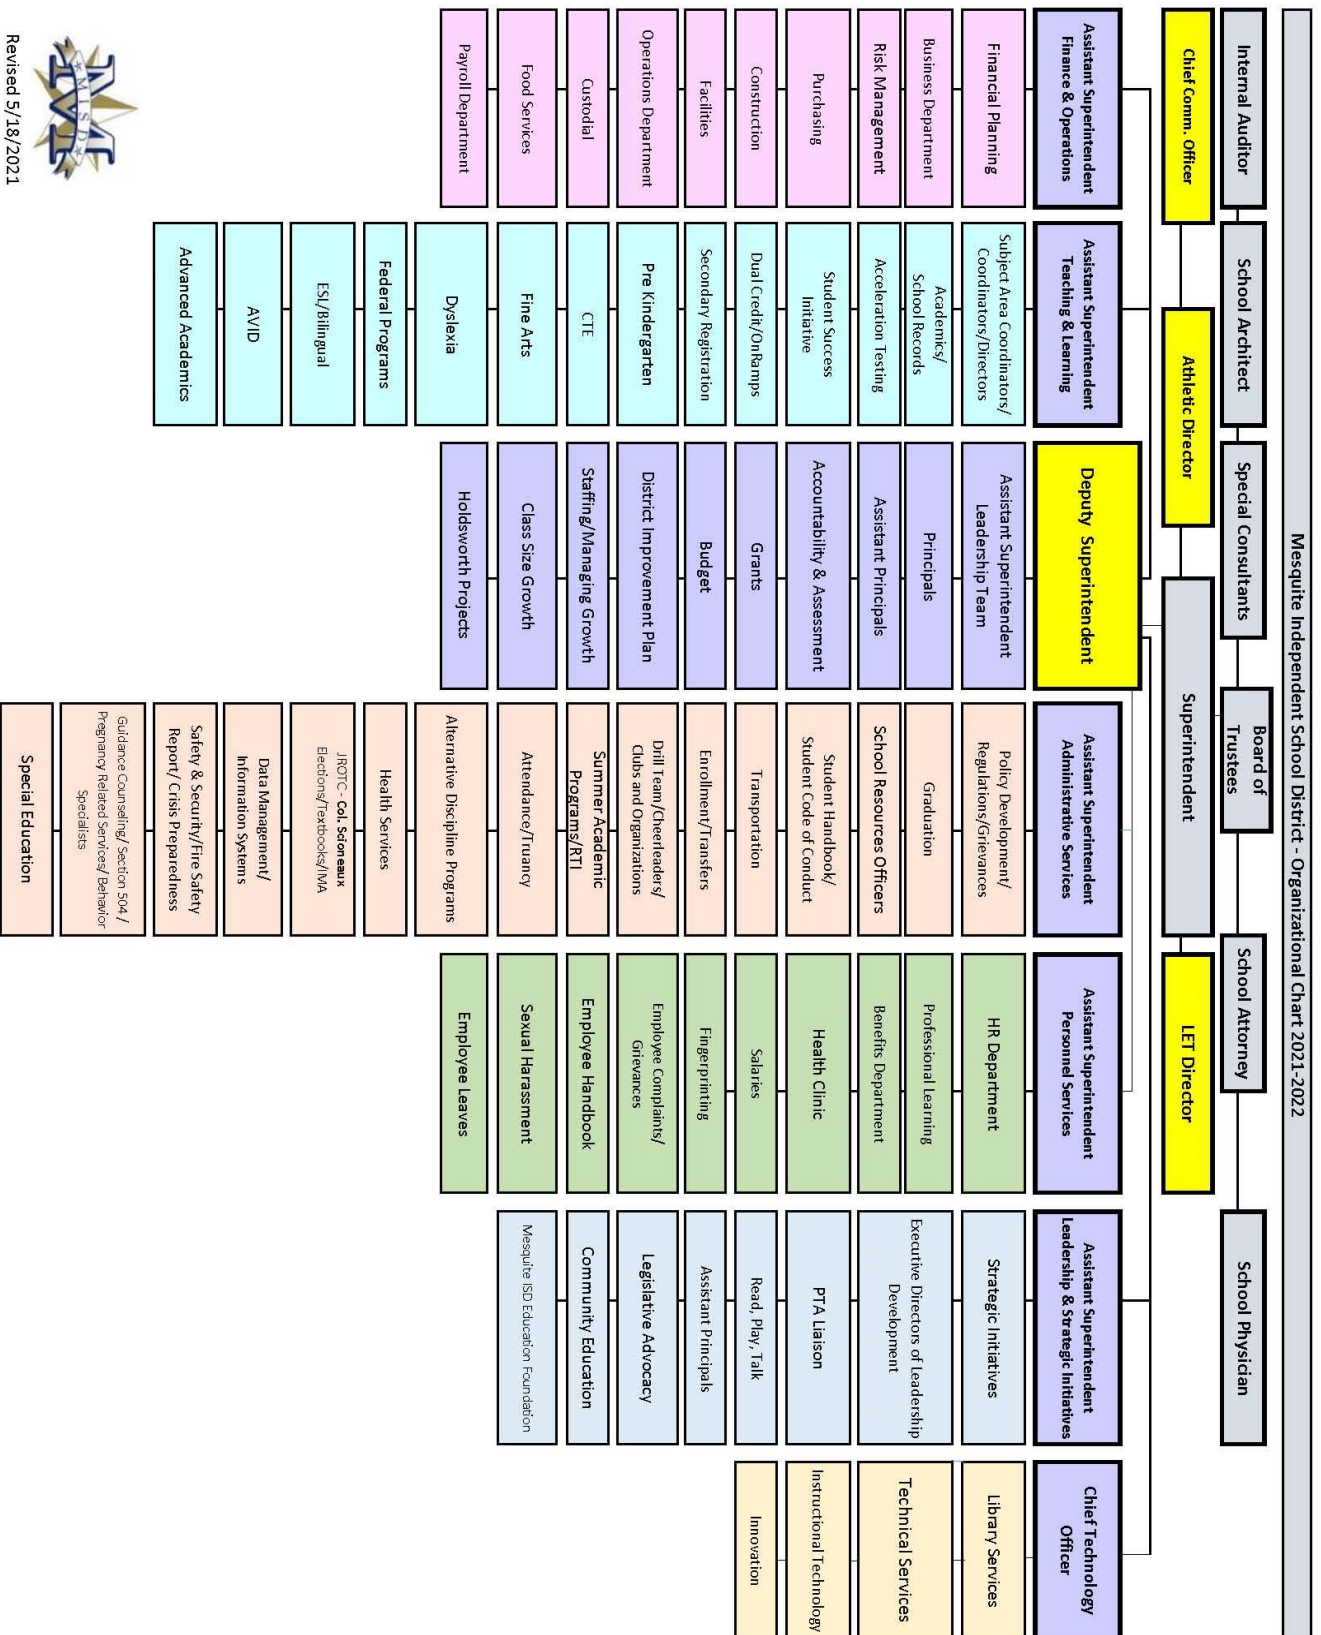 Mesquite Independent School District - Organizational Chart 2021-2022
Internal Auditor
School Architect
Special Consultants
Board of
Trustees
School Attorney
School Physician
Chief Comm. Officer
Athletic Director
Superintendent
LET Director
Assistant Superintendent
Finance & Operations
Assistant Superintendent
Teaching & Learning
Deputy Superintendent
Assistant Superintendent
Administrative Services
Assistant Superintendent
Personnel Services
Assistant Superintendent
Leadership & Strategic Initiatives
Chief Technology
Officer
Financial Planning
Business Department
Risk Management
Purchasing
Construction
Facilities
Operations Department
Custodial
Food Services
Payroll Department
Subject Area Coordinators/
Coordinators/Directors
Academics/
School Records
Acceleration Testing
Student Success
Initiative
Dual Credit/OnRamps
Secondary Registration
Pre Kindergarten
CTE
Fine Arts
Dyslexia
Federal Programs
ESL/Bilingual
AVID
Advanced Academics
Assistant Superintendent
Leadership Team
Principals
Assistant Principals
Accountability & Assessment
Grants
Budget
District Improvement Plan
Staffing/Managing Growth
Class Size Growth
Holdsworth Projects
Policy Development/
Regulations/Grievances
Graduation
School Resources Officers
Student Handbook/
Student Code of Conduct
Transportation
Enrollment/Transfers
Drill Team/Cheerleaders/
Clubs and Organizations
Summer Academic
Programs/RTI
Attendance/Truancy
Alternative Discipline Programs
Health Services
JROTC - Col. Scioneaux
Elections/Textbooks/IMA
Data Management/
Information Systems
Safety & Security/Fire Safety
Report/ Crisis Preparedness
Guidance Counseling/ Section 504 /
Pregnancy Related Services/ Behavior
Specialists
Special Education
HR Department
Professional Learning
Benefits Department
Health Clinic
Salaries
Fingerprinting
Employee Complaints/
Grievances
Employee Handbook
Sexual Harassment
Employee Leaves
Strategic Initiatives
Executive Directors of Leadership
Development
PTA Liaison
Read, Play, Talk
Assistant Principals
Legislative Advocacy
Community Education
Mesquite ISD Education Foundation
Library Services
Technical Services
Instructional Technology
Innovation
M
MISD
Revised 5/18/2021